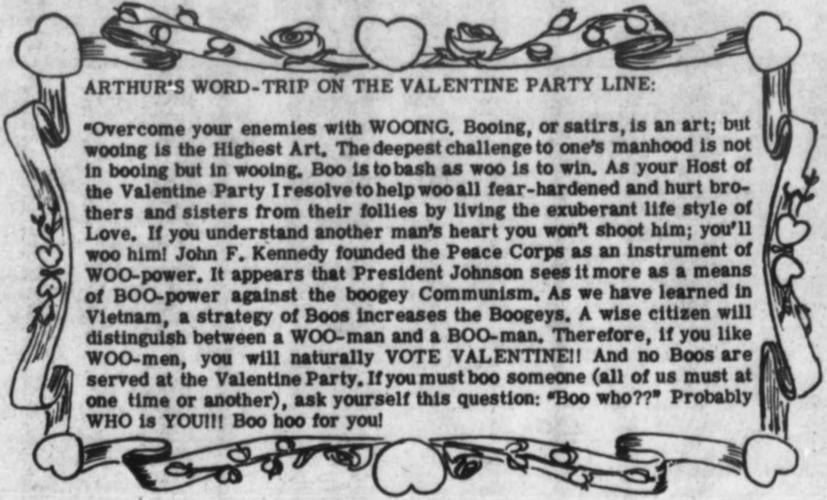 ARTHUR'S WORD-TRIP ON THE VALENTINE PARTY LINE:
"Overcome your enemies with WOOING. Booing, or satirs, is an art; but
wooing is the Highest Art. The deepest challenge to one's manhood is not
in booing but in wooing. Boo is to bash as woo is to win. As your Host of
the Valentine Party I resolve to help woo all fear-hardened and hurt bro-
thers and sisters from their follies by living the exuberant life style of
Love. If you understand another man's heart you won't shoot him; you'll
woo him! John F. Kennedy founded the Peace Corps as an instrument of
WOO-power. It appears that President Johnson sees it more as a means
of BOO-power against the boogey Communism. As we have learned in
Vietnam, a strategy of Boos increases the Boogeys. A wise citizen will
distinguish between a WOO-man and a BOO-man. Therefore, if you like
WOO-men, you will naturally VOTE VALENTINE!! And no Boos are
served at the Valentine Party. If you must boo someone (all of us must at
one time or another), ask yourself this question: "Boo who??" Probably
WHO is YOU!!! Boo hoo for you!